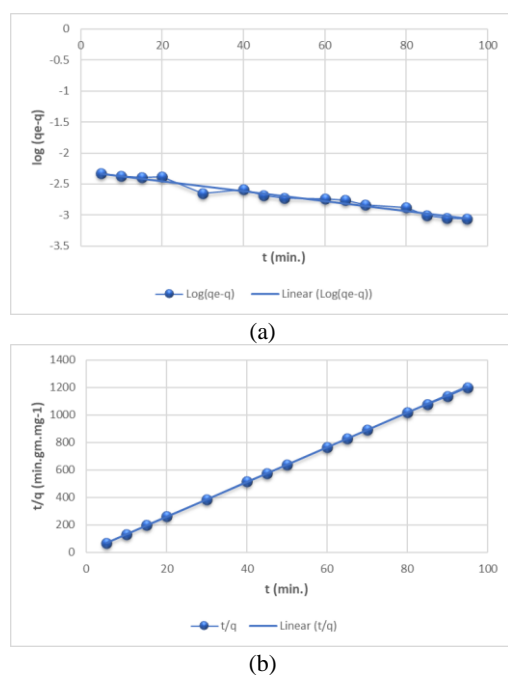 0
0 20 40 60 80 100
-0.5
-1
-1.5
-2
-2.5
-3
-3.5
log (qe-q)
t (min.)
Log(qe-q) Linear (Log(qe-q))
(a)
1400
1200
1000
800
600
400
200
0
0 20 40 60 80 100
t/q (min.gm.mg-1)
t (min.)
t/q Linear (t/q)
(b)